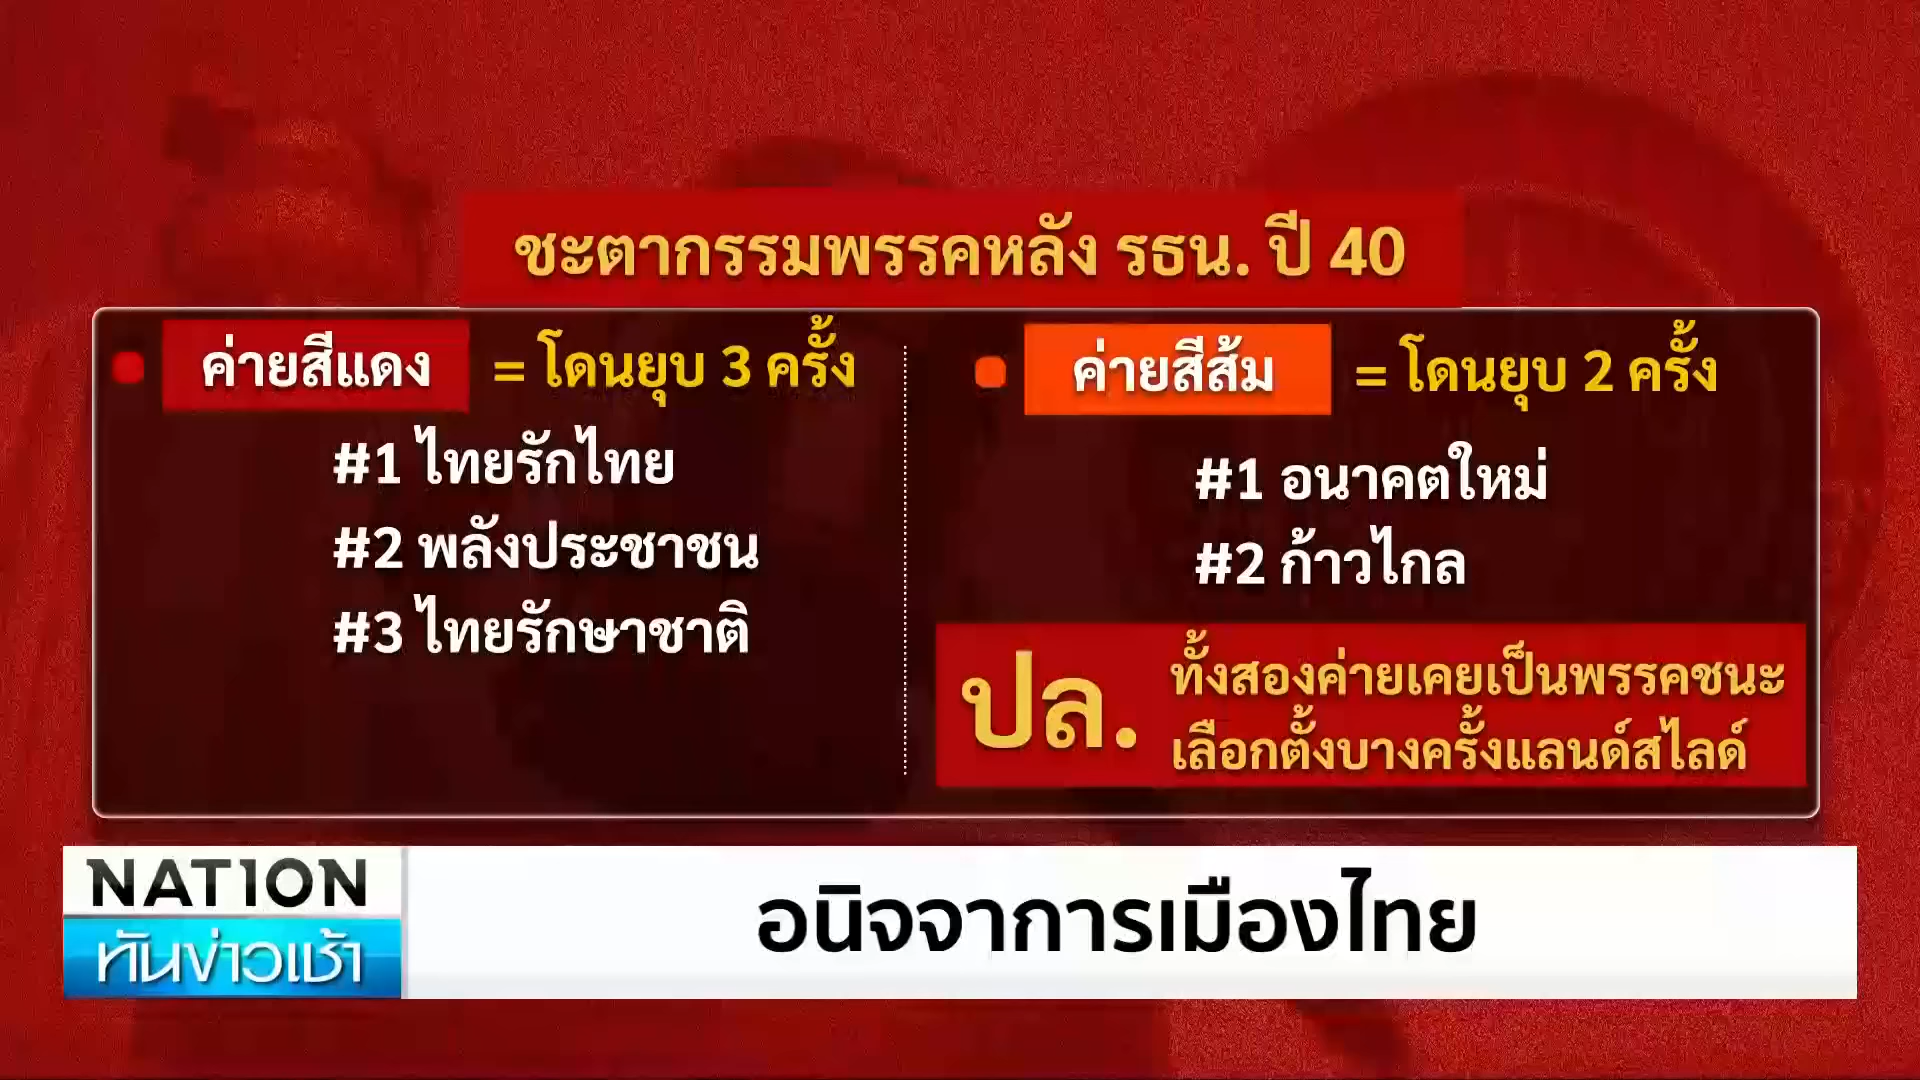 ชะตากรรมพรรคหลัง รธน. ปี 40
ค่ายสีแดง = โดนยุบ 3 ครั้ง
#1 ไทยรักไทย
#2 พลังประชาชน
#3 ไทยรักษาชาติ
ค่ายสีส้ม = โดนยุบ 2 ครั้ง
#1 อนาคตใหม่
#2 ก้าวไกล
ปล. ทั้งสองค่ายเคยเป็นพรรคชนะ
เลือกตั้งบางครั้งแลนด์สไลด์
NATION
ทันข่าวเช้า
อนิจจาการเมืองไทย